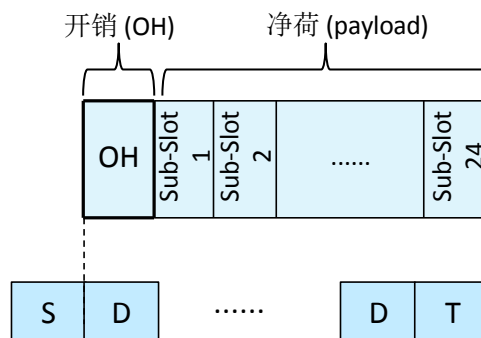 开销 (OH) 净荷 (payload)
OH Sub-Slot 1 Sub-Slot 2 ...... Sub-Slot 24
S D ...... D T